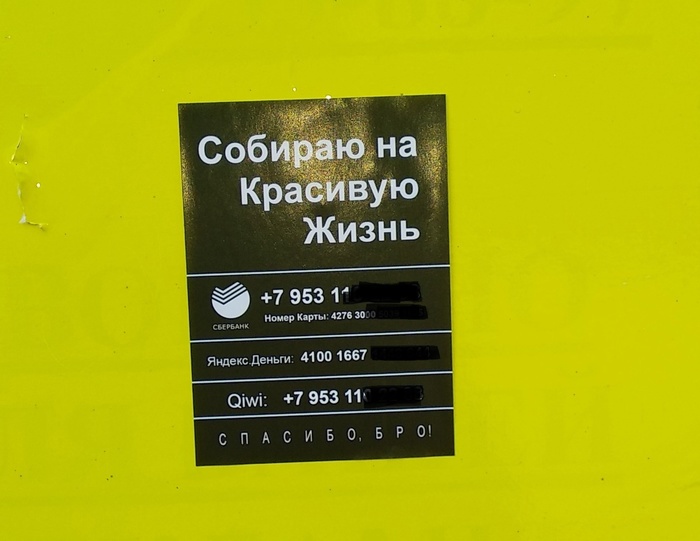 Собираю на
Красивую
Жизнь
СБЕРБАНК
+7 953 11
Номер Карты: 4276 3000
Яндекс.Деньги: 4100 1667
Qiwi: +7 953 11
СПАСИБО, БРО!